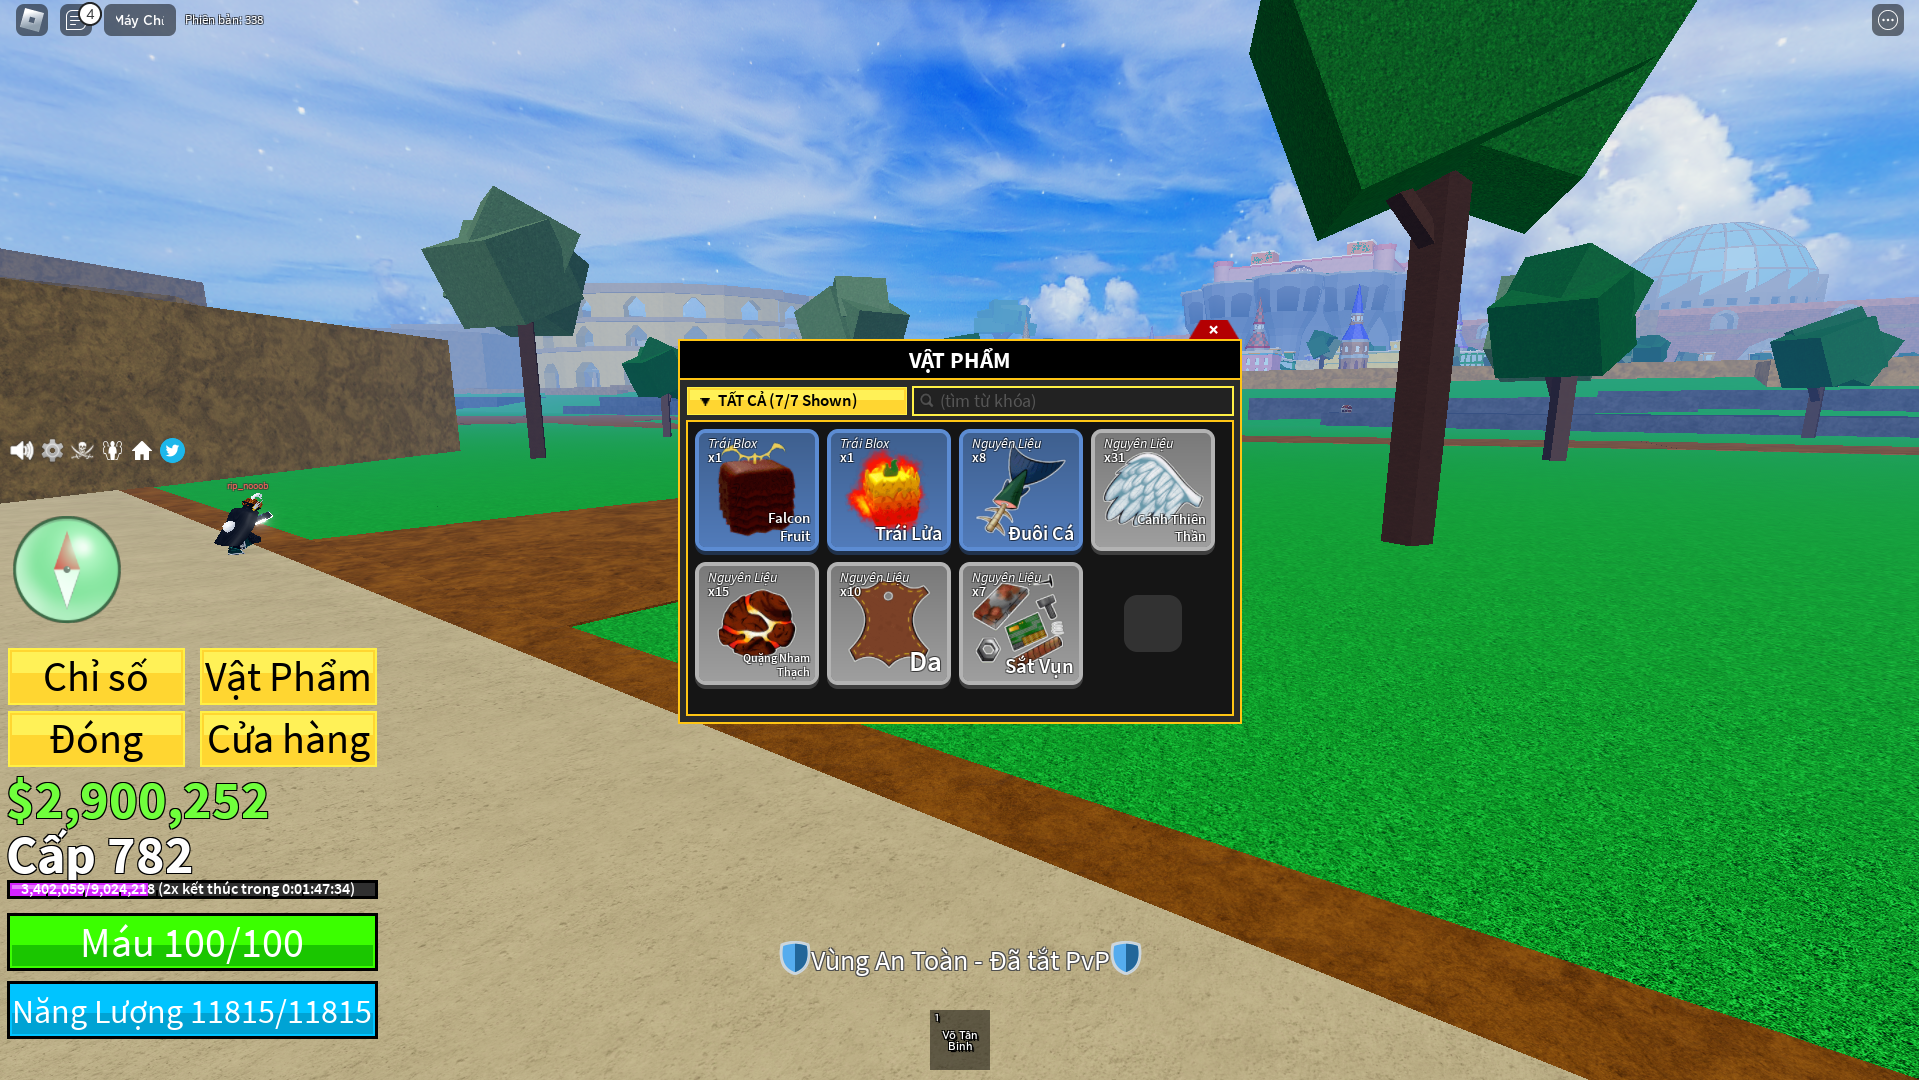 4
Máy Chi
Phiên bản: 338
VẬT PHẨM
▼ TẤT CẢ (7/7 Shown)
(tìm từ khóa)
Trái Blox
x1
Falcon
Fruit
Trái Blox
x1
Trái Lửa
Nguyên Liệu
x8
Đuôi Cá
Nguyên Liệu
x31
Cánh Thiên
Thần
Nguyên Liệu
x15
Quặng Nham
Thạch
Nguyên Liệu
x10
Da
Nguyên Liệu
x7
Sắt Vụn
np_nooob
Chỉ số
Vật Phẩm
Đóng
Cửa hàng
$2,900,252
Cấp 782
3,402,059/9,024,218 (2x kết thúc trong 0:01:47:34)
Máu 100/100
Năng Lượng 11815/11815
Vùng An Toàn - Đã tắt PvP
1
Võ Tân
Binh